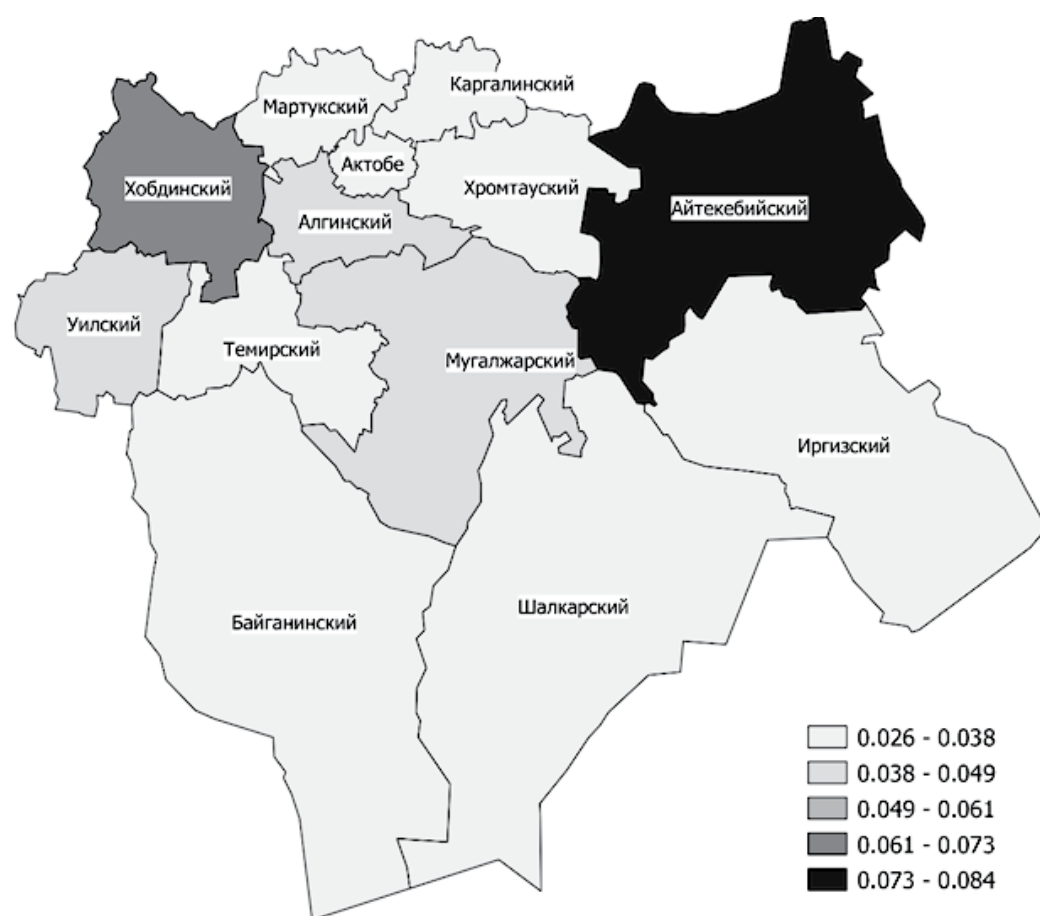 Каргалинский
Мартукский
Актобе
Хобдинский
Хромтауский
Айтекебийский
Алгинский
Уилский
Темирский
Мугалжарский
Иргизский
Шалкарский
Байганинский
0.026 - 0.038
0.038 - 0.049
0.049 - 0.061
0.061 - 0.073
0.073 - 0.084